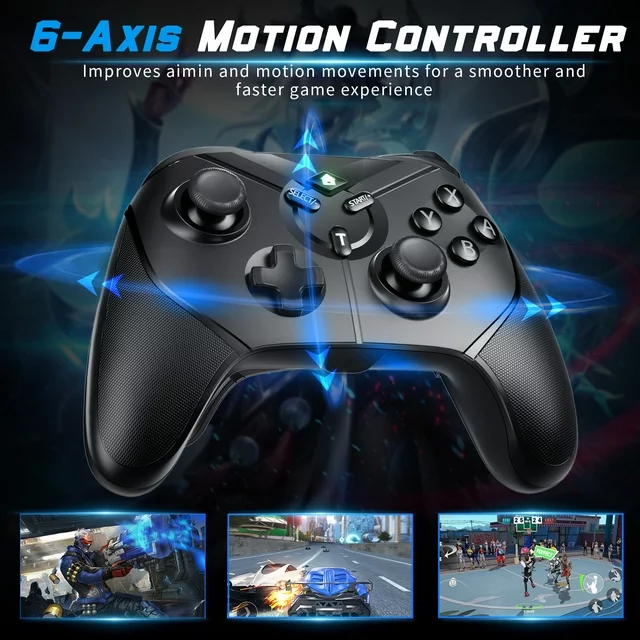 6-Axis Motion Controller
Improves aimin and motion movements for a smoother and
faster game experience
SELECT
START
T
X
Y
A
B